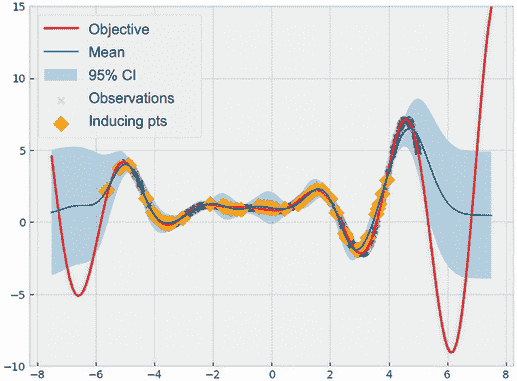 15
10
5
0
−5
−10
Objective
Mean
95% CI
Observations
Inducing pts
−8 −6 −4 −2 0 2 4 6 8